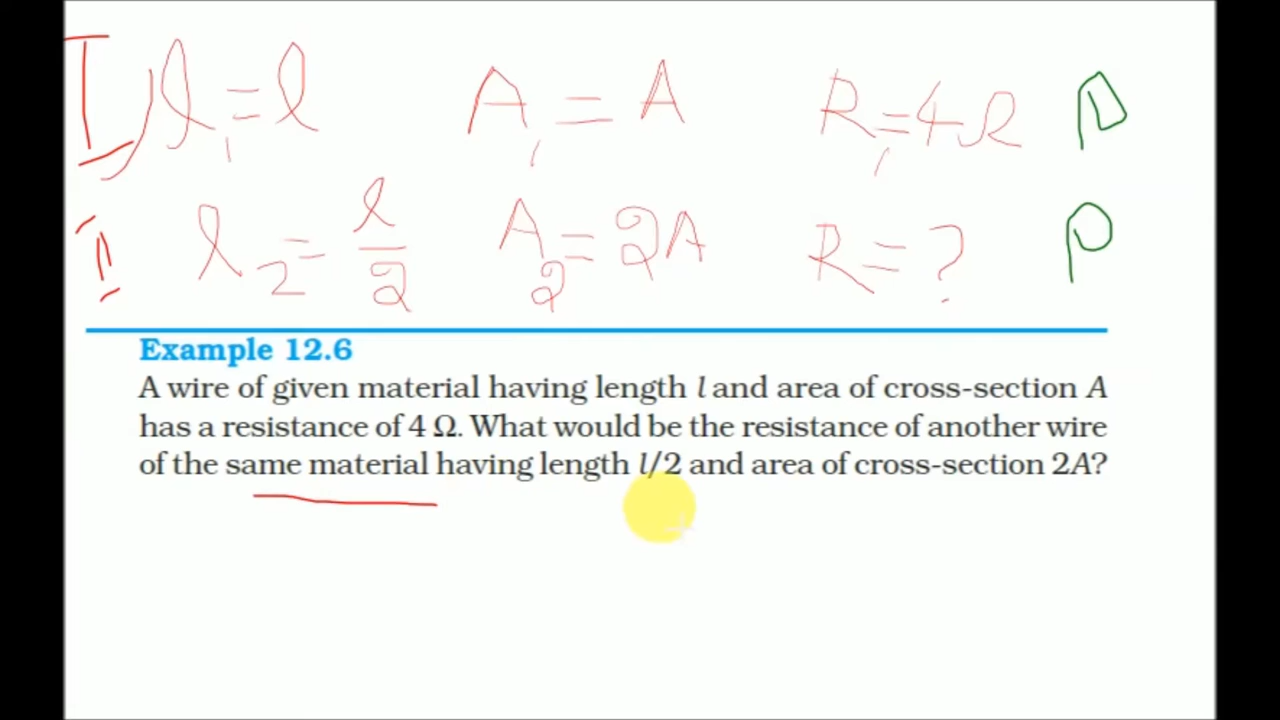 I) l₁ = l A₁ = A R₁ = 4Ω ρ
II l₂ = l/2 A₂ = 2A R = ? ρ
Example 12.6
A wire of given material having length l and area of cross-section A
has a resistance of 4 Ω. What would be the resistance of another wire
of the same material having length l/2 and area of cross-section 2A?